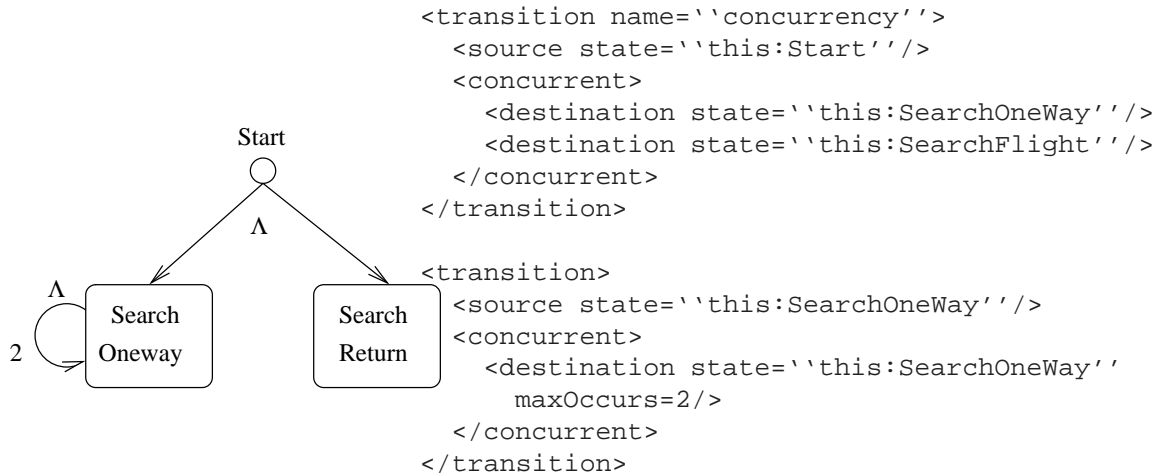 <transition name=‘‘concurrency’’>
<source state=‘‘this:Start’’/>
<concurrent>
<destination state=‘‘this:SearchOneWay’’/>
<destination state=‘‘this:SearchFlight’’/>
</concurrent>
</transition>
Start
Λ
Λ
2
Search
Oneway
Search
Return
<transition>
<source state=‘‘this:SearchOneWay’’/>
<concurrent>
<destination state=‘‘this:SearchOneWay’’
maxOccurs=2/>
</concurrent>
</transition>